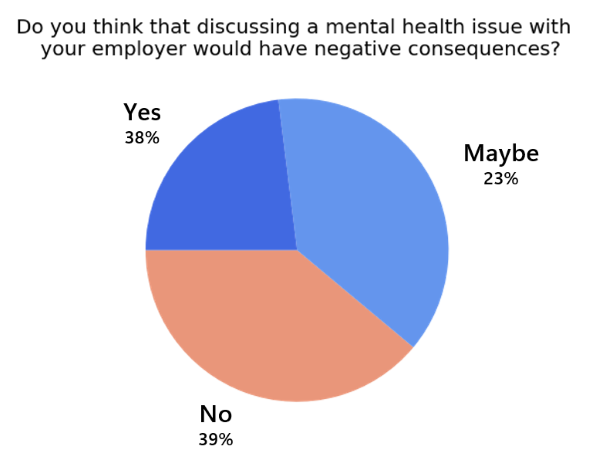 Do you think that discussing a mental health issue with
your employer would have negative consequences?
Yes
38%
Maybe
23%
No
39%